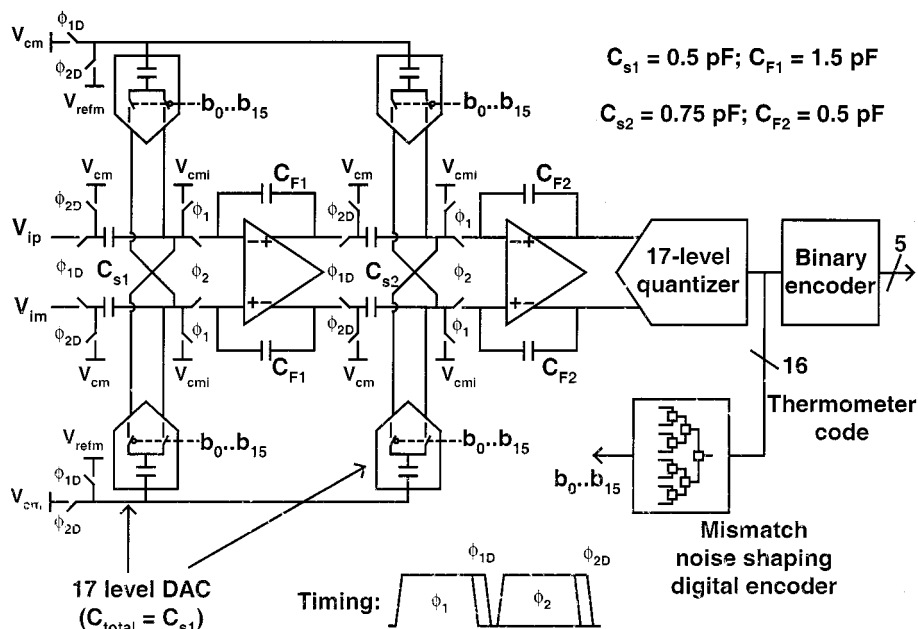 V_cm ϕ_1D
ϕ_2D
V_refm
b_0..b_15
b_0..b_15
C_s1 = 0.5 pF; C_F1 = 1.5 pF
C_s2 = 0.75 pF; C_F2 = 0.5 pF
V_cm V_cmi C_F1 V_cm V_cmi C_F2
ϕ_2D ϕ_1 ϕ_2D ϕ_1
V_ip
ϕ_1D C_s1 ϕ_2 ϕ_1D C_s2 ϕ_2
V_im
ϕ_2D ϕ_1 ϕ_2D ϕ_1
V_cm V_cmi C_F1 V_cm V_cmi C_F2
17-level
quantizer
Binary
encoder
5
16
Thermometer
code
b_0..b_15
Mismatch
noise shaping
digital encoder
V_refm
b_0..b_15
b_0..b_15
ϕ_1D
V_cm
ϕ_2D
17 level DAC
(C_total = C_s1)
Timing:
ϕ_1 ϕ_1D ϕ_2 ϕ_2D